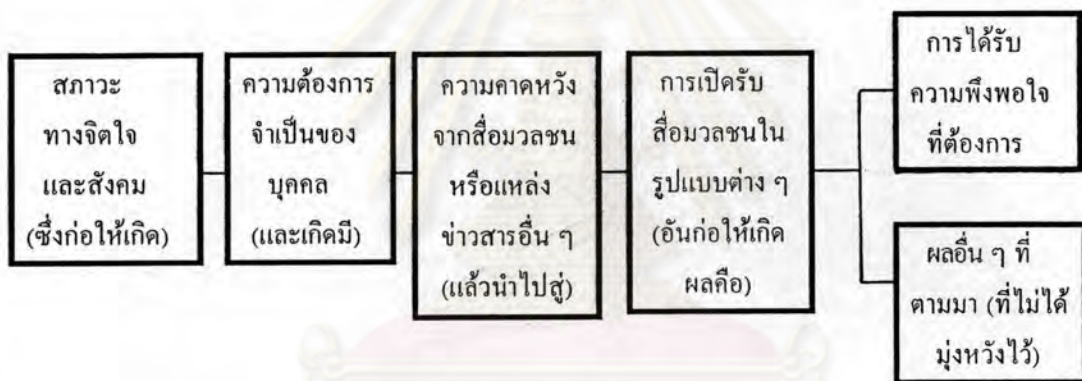 สภาวะ
ทางจิตใจ
และสังคม
(ซึ่งก่อให้เกิด)
ความต้องการ
จำเป็นของ
บุคคล
(และเกิดมี)
ความคาดหวัง
จากสื่อมวลชน
หรือแหล่ง
ข่าวสารอื่น ๆ
(แล้วนำไปสู่)
การเปิดรับ
สื่อมวลชนใน
รูปแบบต่าง ๆ
(อันก่อให้เกิด
ผลคือ)
การได้รับ
ความพึงพอใจ
ที่ต้องการ
ผลอื่น ๆ ที่
ตามมา (ที่ไม่ได้
มุ่งหวังไว้)